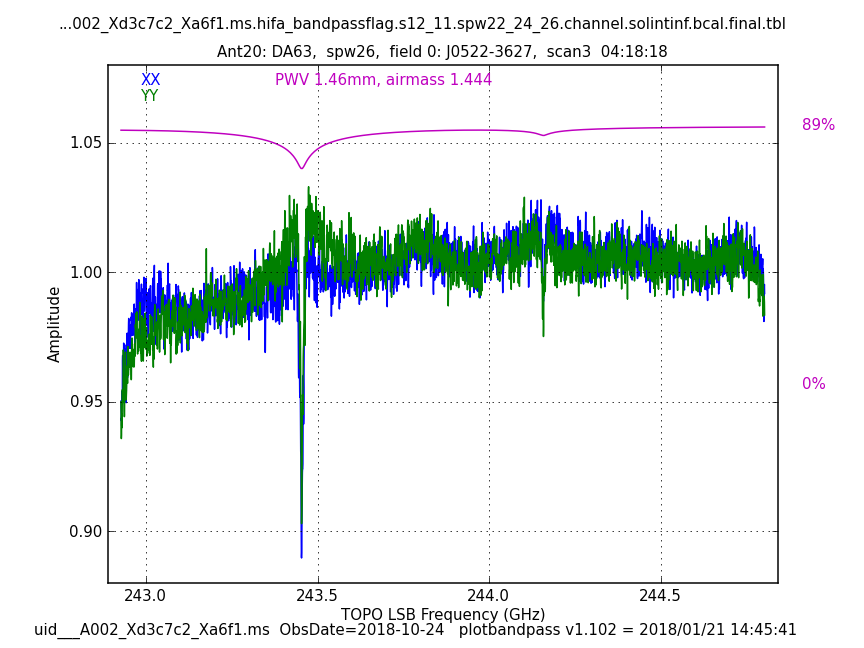 ...002_Xd3c7c2_Xa6f1.ms.hifa_bandpassflag.s12_11.spw22_24_26.channel.solintinf.bcal.final.tbl
Ant20: DA63,  spw26,  field 0: J0522-3627,  scan3  04:18:18
XX
PWV 1.46mm, airmass 1.444
YY
89%
1.05
1.00
Amplitude
0%
0.95
0.90
243.0 243.5 244.0 244.5
TOPO LSB Frequency (GHz)
uid___A002_Xd3c7c2_Xa6f1.ms  ObsDate=2018-10-24   plotbandpass v1.102 = 2018/01/21 14:45:41